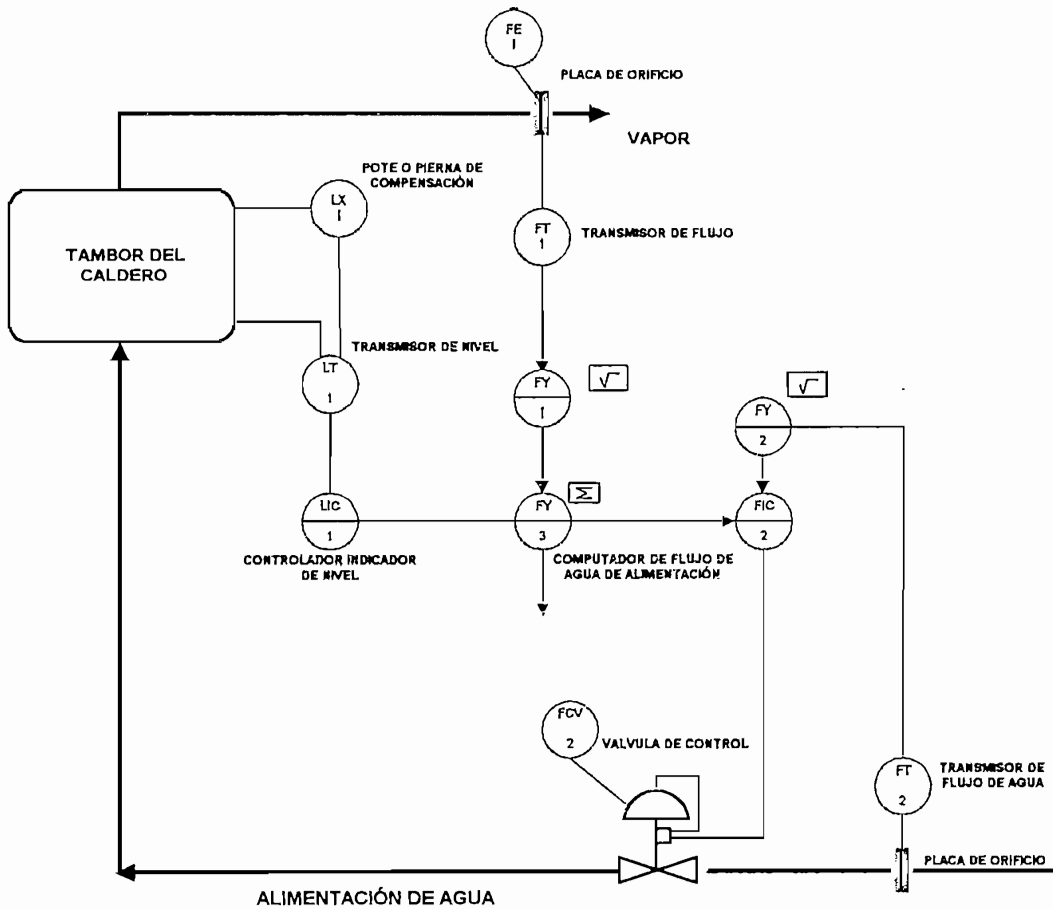 FE
1
PLACA DE ORIFICIO
VAPOR
POTE O PIERNA DE
COMPENSACIÓN
LX
1
FT
1
TRANSMISOR DE FLUJO
TAMBOR DEL
CALDERO
TRANSMISOR DE NIVEL
LT
1
FY
1
√
FY
2
√
LIC
1
CONTROLADOR INDICADOR
DE NIVEL
FY
3
Σ
COMPUTADOR DE FLUJO DE
AGUA DE ALIMENTACIÓN
FIC
2
FCV
2
VALVULA DE CONTROL
FT
2
TRANSMISOR DE
FLUJO DE AGUA
PLACA DE ORIFICIO
ALIMENTACIÓN DE AGUA